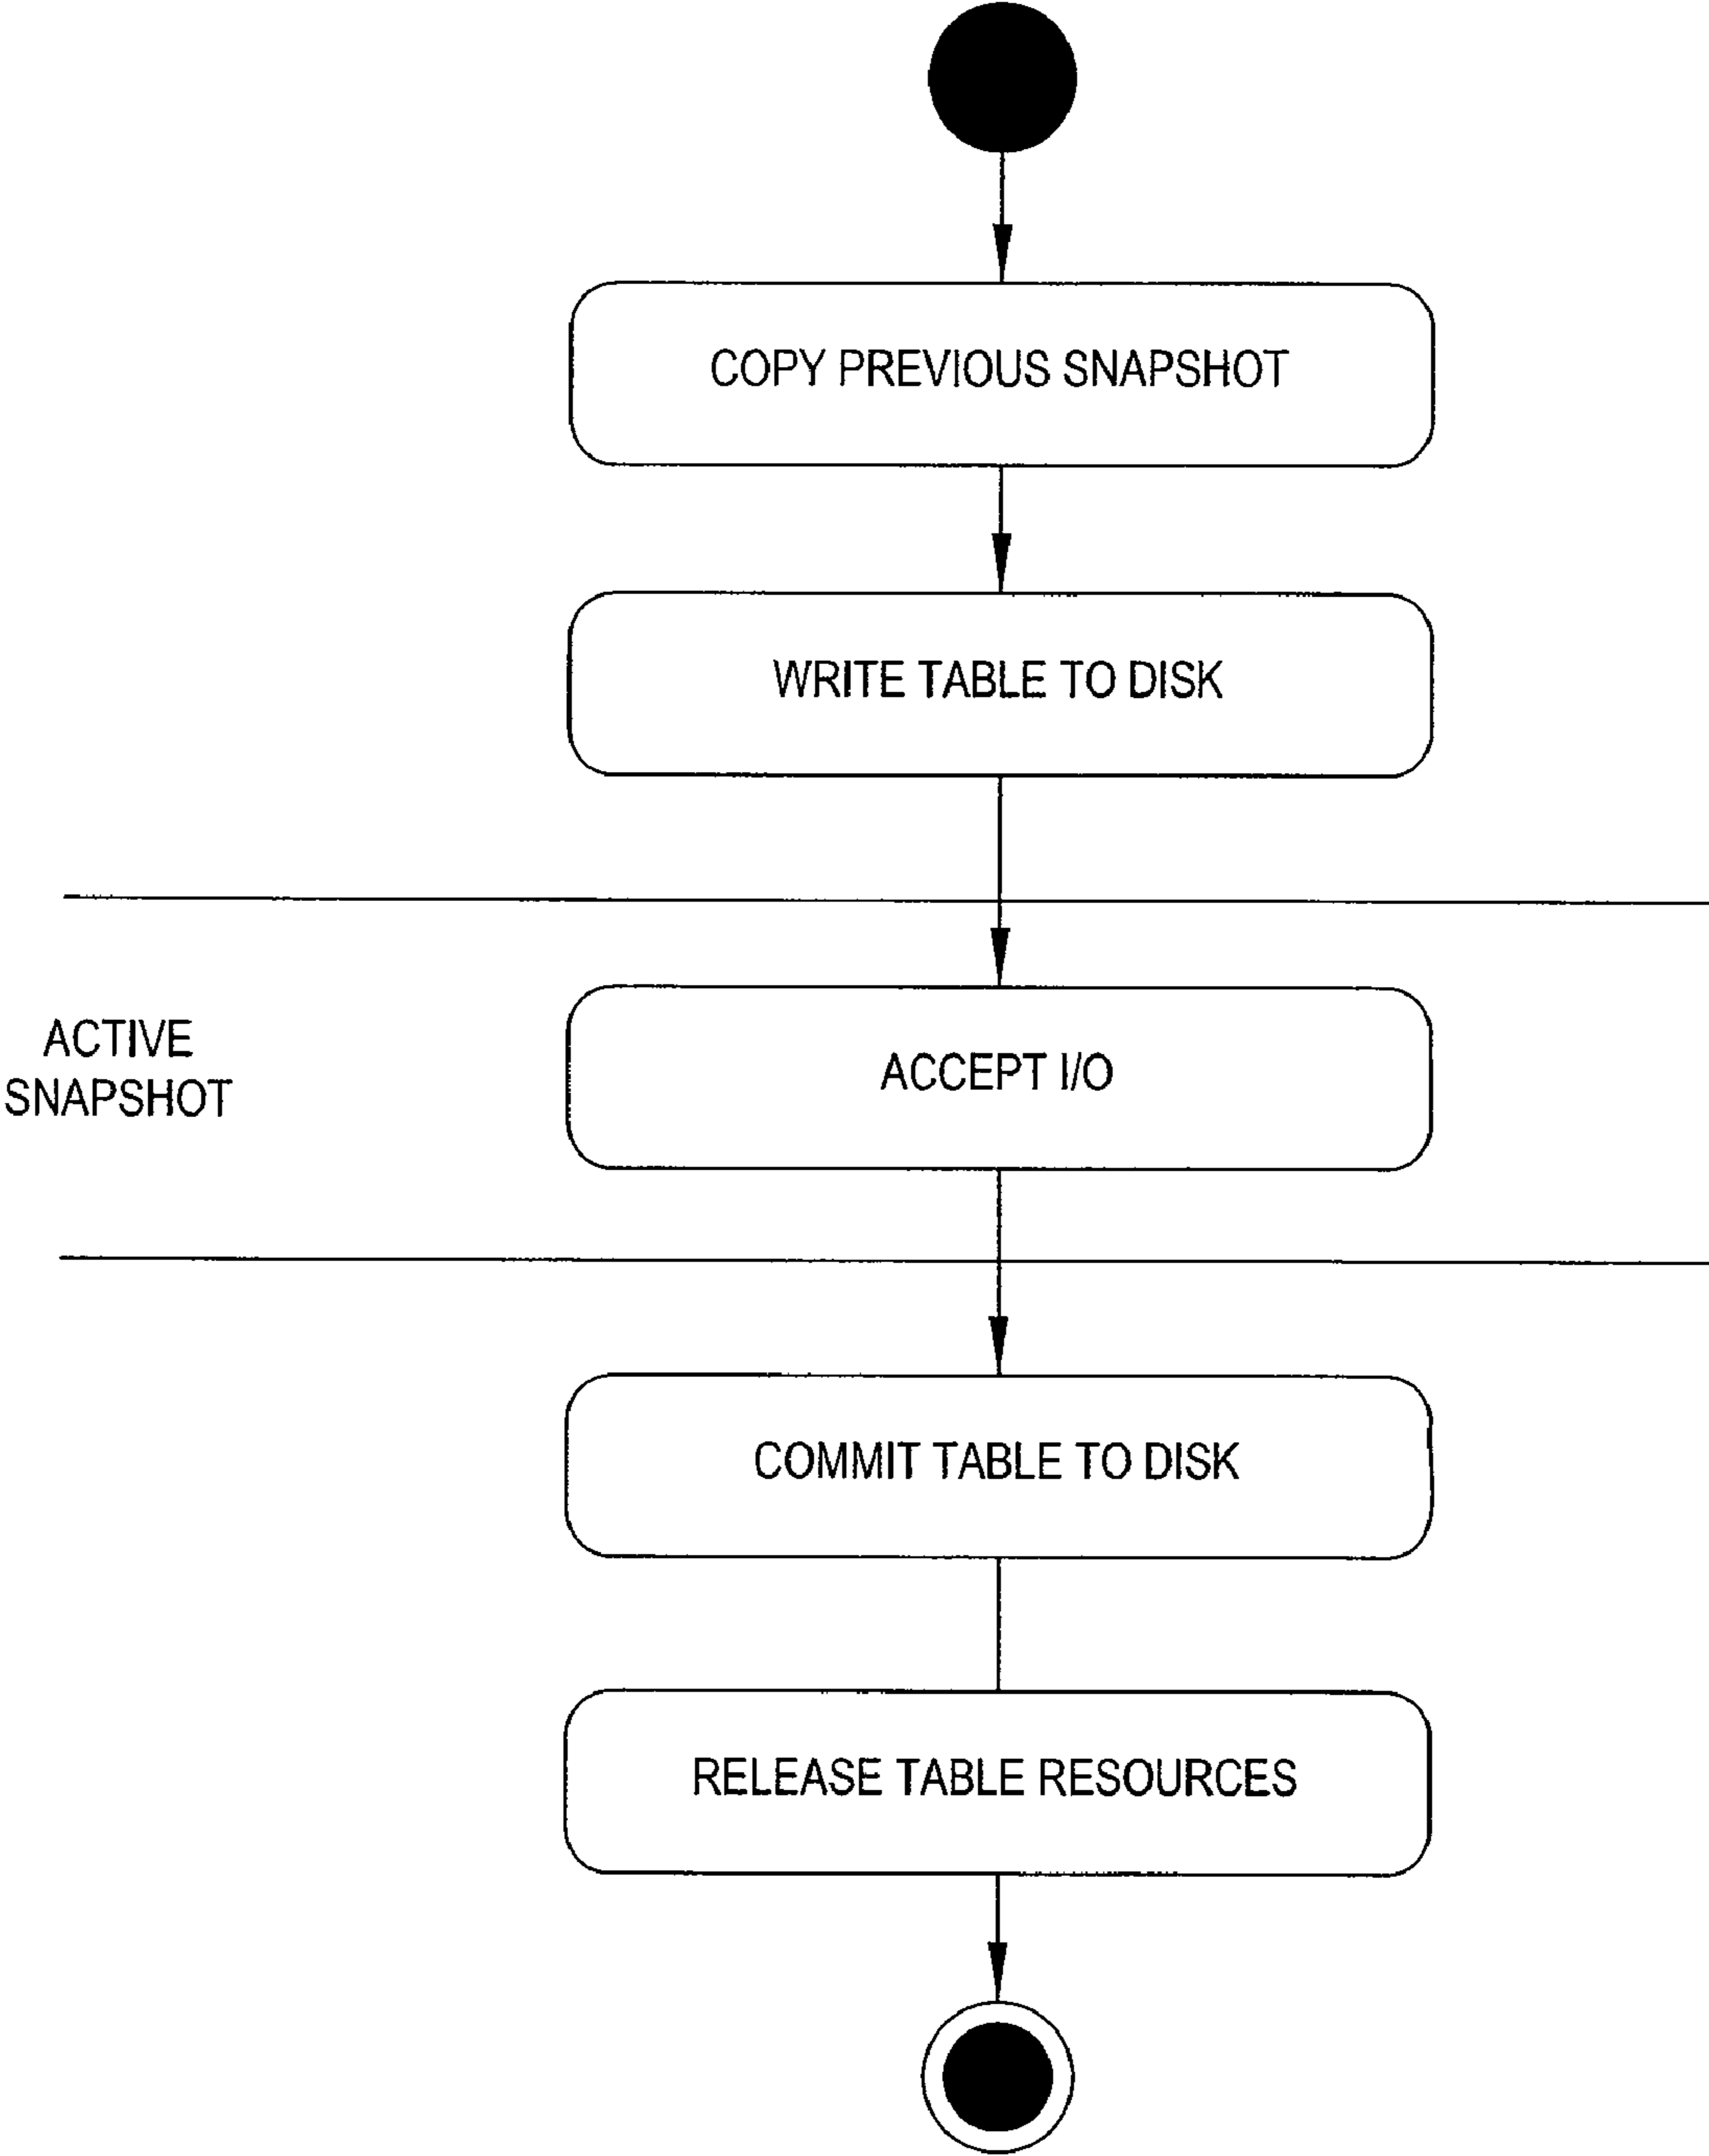 COPY PREVIOUS SNAPSHOT
WRITE TABLE TO DISK
ACTIVE
SNAPSHOT
ACCEPT I/O
COMMIT TABLE TO DISK
RELEASE TABLE RESOURCES